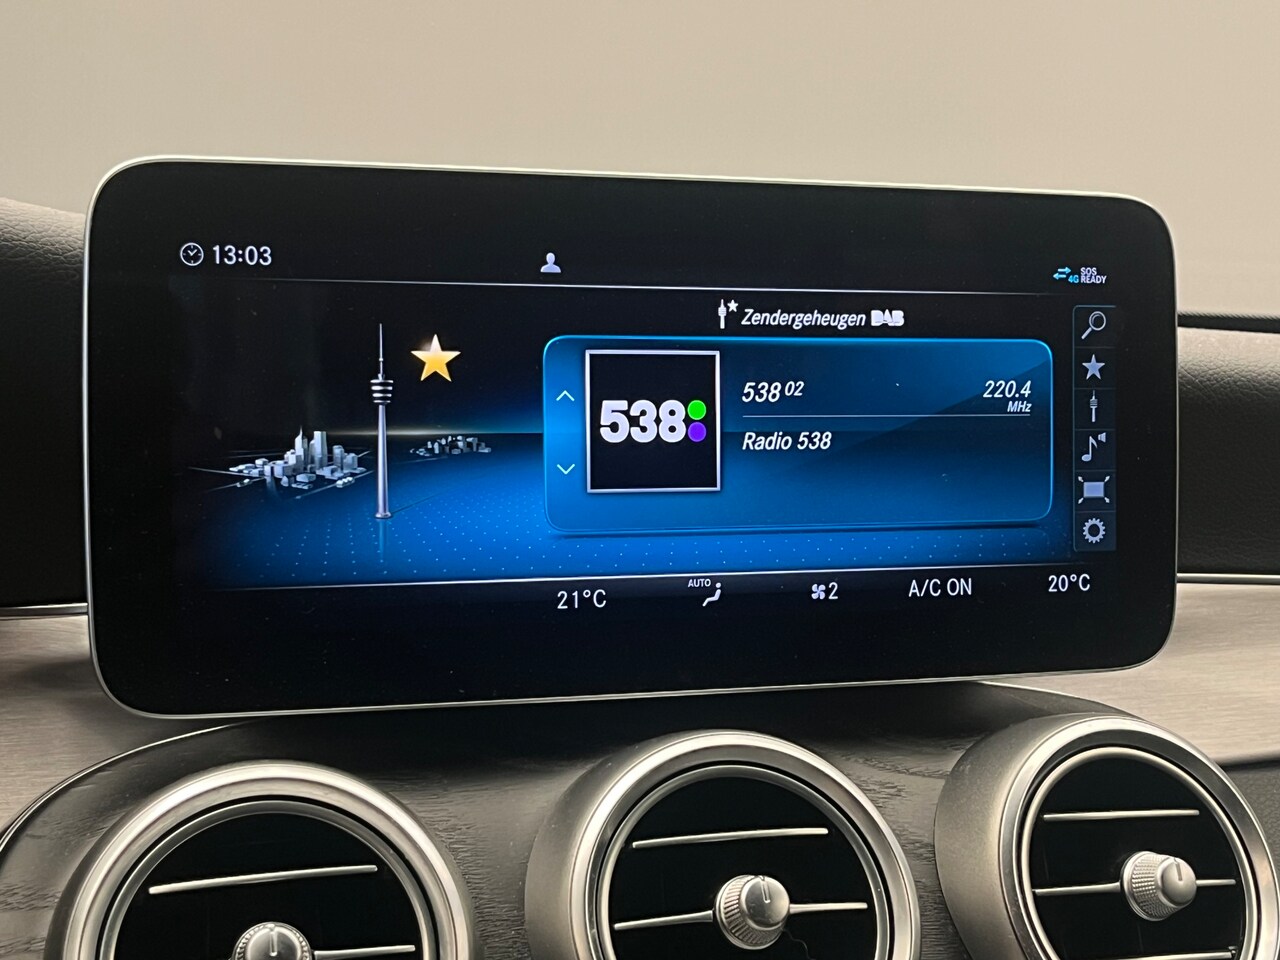 13:03
4G SOS READY
Zendergeheugen DAB
538
538 02
220.4
MHz
Radio 538
21°C
AUTO
2
A/C ON
20°C